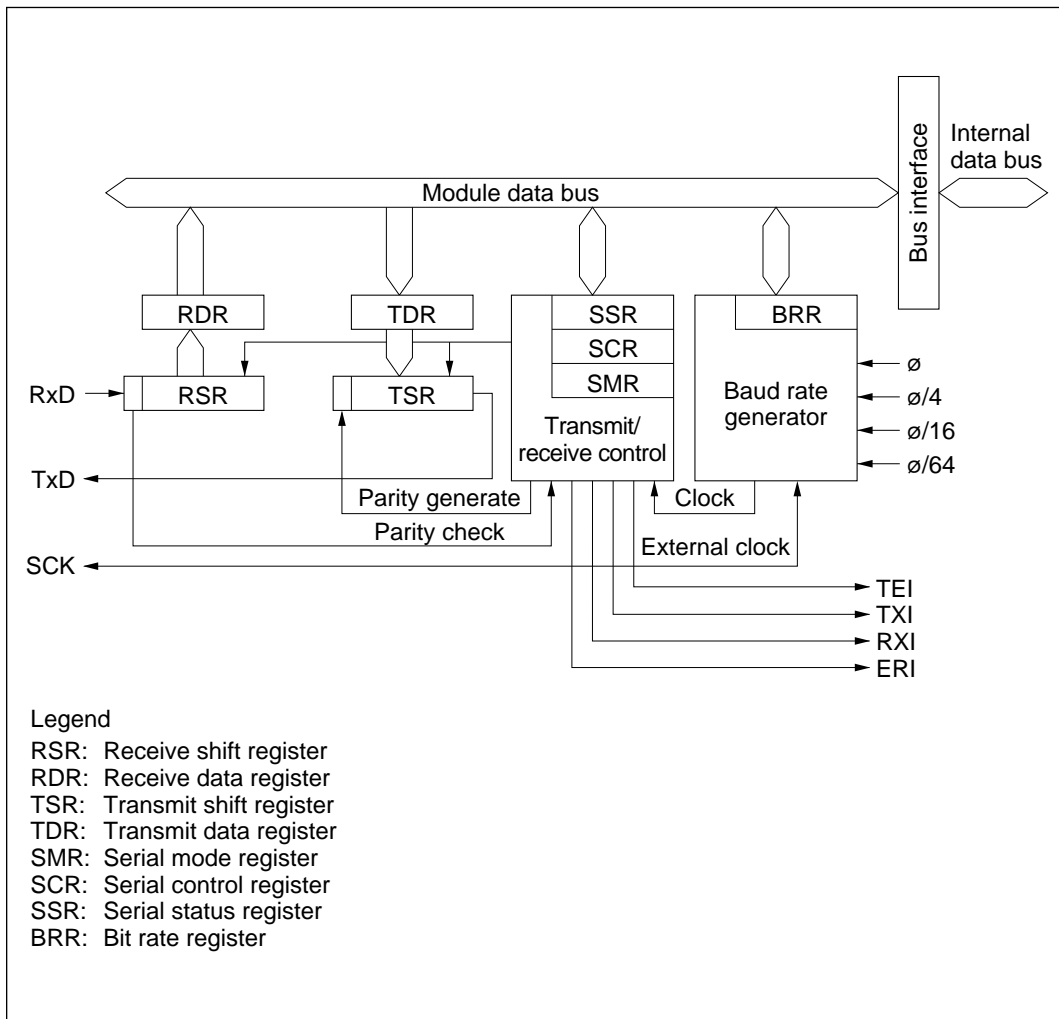 Internal
data bus
Bus interface
Module data bus
RDR
TDR
SSR
BRR
SCR
SMR
RxD
RSR
TSR
Transmit/
receive control
Baud rate
generator
ø
ø/4
ø/16
ø/64
TxD
Parity generate
Clock
Parity check
External clock
SCK
TEI
TXI
RXI
ERI
Legend
RSR: Receive shift register
RDR: Receive data register
TSR: Transmit shift register
TDR: Transmit data register
SMR: Serial mode register
SCR: Serial control register
SSR: Serial status register
BRR: Bit rate register